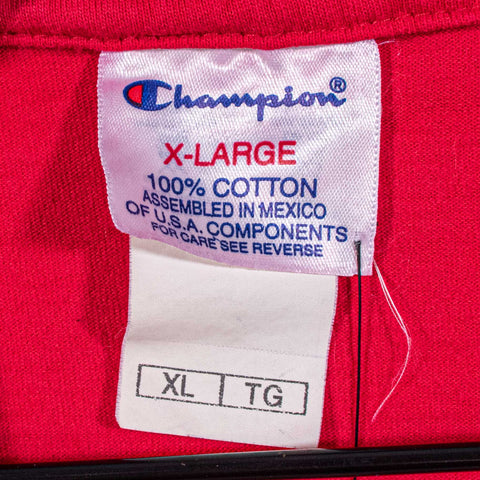 Champion®
X-LARGE
100% COTTON
ASSEMBLED IN MEXICO
OF U.S.A. COMPONENTS
FOR CARE SEE REVERSE
XL TG